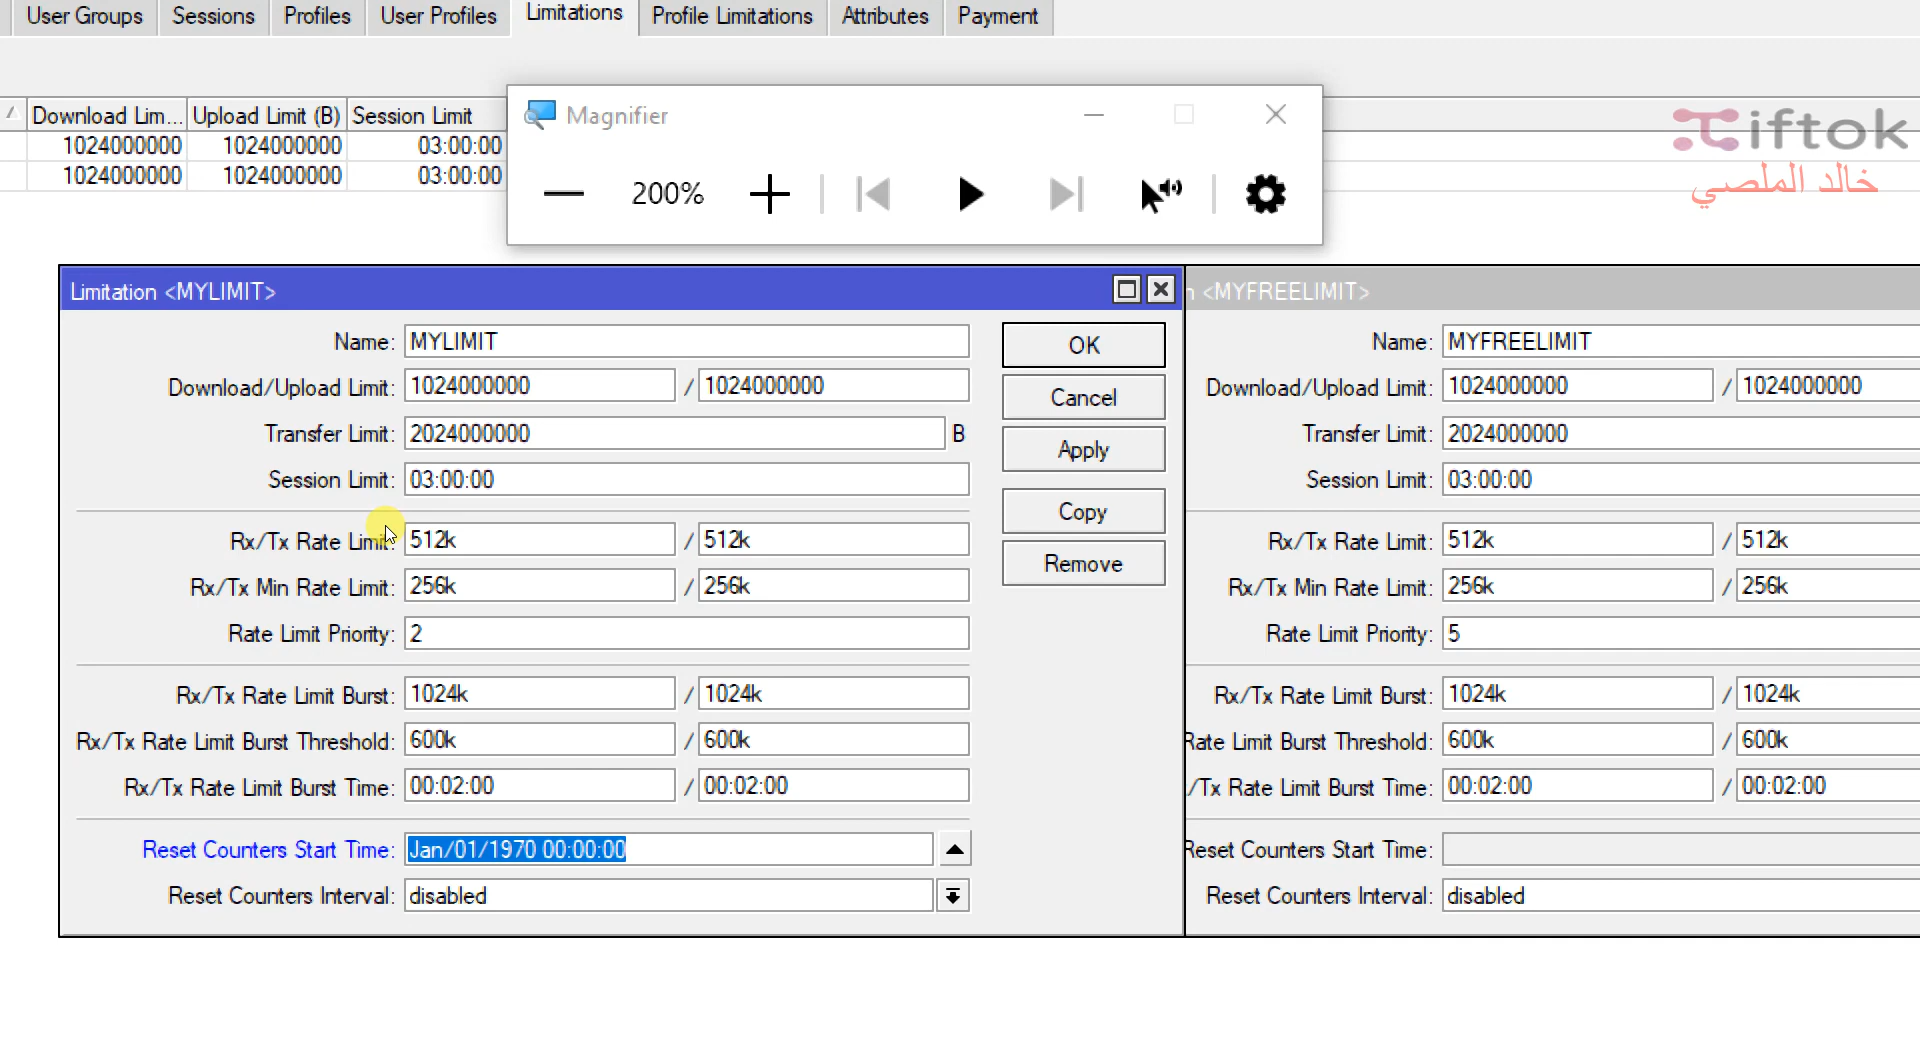 User Groups Sessions Profiles User Profiles Limitations Profile Limitations Attributes Payment
Download Lim... Upload Limit (B) Session Limit
1024000000 1024000000 03:00:00
1024000000 1024000000 03:00:00
Magnifier
200%
iftok
خالد الملصي
Limitation <MYLIMIT>
Name: MYLIMIT
Download/Upload Limit: 1024000000 / 1024000000
Transfer Limit: 2024000000 B
Session Limit: 03:00:00
Rx/Tx Rate Limit: 512k / 512k
Rx/Tx Min Rate Limit: 256k / 256k
Rate Limit Priority: 2
Rx/Tx Rate Limit Burst: 1024k / 1024k
Rx/Tx Rate Limit Burst Threshold: 600k / 600k
Rx/Tx Rate Limit Burst Time: 00:02:00 / 00:02:00
Reset Counters Start Time: Jan/01/1970 00:00:00
Reset Counters Interval: disabled
OK
Cancel
Apply
Copy
Remove
n <MYFREELIMIT>
Name: MYFREELIMIT
Download/Upload Limit: 1024000000 / 1024000000
Transfer Limit: 2024000000
Session Limit: 03:00:00
Rx/Tx Rate Limit: 512k / 512k
Rx/Tx Min Rate Limit: 256k / 256k
Rate Limit Priority: 5
Rx/Tx Rate Limit Burst: 1024k / 1024k
Rate Limit Burst Threshold: 600k / 600k
/Tx Rate Limit Burst Time: 00:02:00 / 00:02:00
Reset Counters Start Time:
Reset Counters Interval: disabled